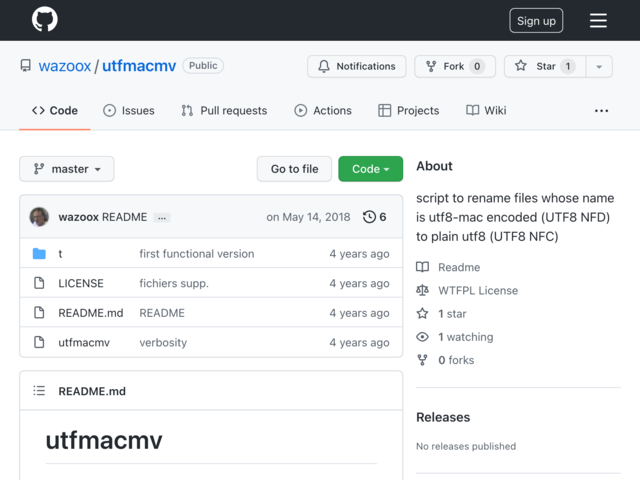 Sign up
wazoox / utfmacmv Public
Notifications Fork 0 Star 1
Code Issues Pull requests Actions Projects Wiki
master Go to file Code
wazoox README ... on May 14, 2018 6
t first functional version 4 years ago
LICENSE fichiers supp. 4 years ago
README.md README 4 years ago
utfmacmv verbosity 4 years ago
README.md
utfmacmv
About
script to rename files whose name
is utf8-mac encoded (UTF8 NFD)
to plain utf8 (UTF8 NFC)
Readme
WTFPL License
1 star
1 watching
0 forks
Releases
No releases published